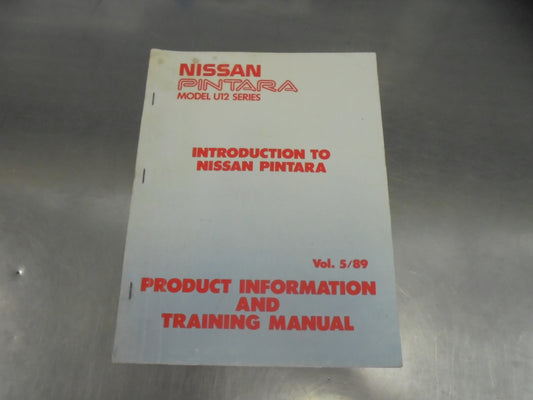 NISSAN
PINTARA
MODEL U12 SERIES
INTRODUCTION TO
NISSAN PINTARA
Vol. 5/89
PRODUCT INFORMATION
AND
TRAINING MANUAL